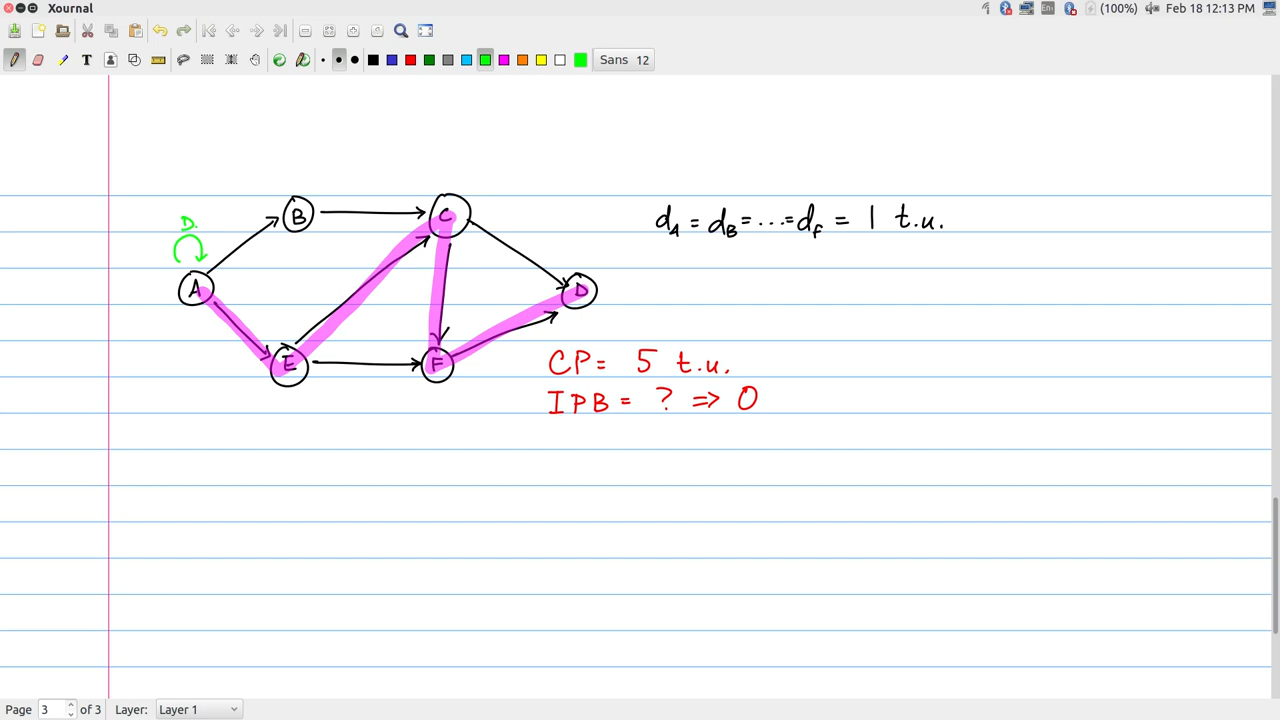 Xournal
(100%) Feb 18 12:13 PM
Sans 12
B
C
d_A = d_B = ... = d_F = 1 t.u.
D.
A
D
E
F
CP = 5 t.u.
IPB = ? => 0
Page 3 of 3 Layer: Layer 1